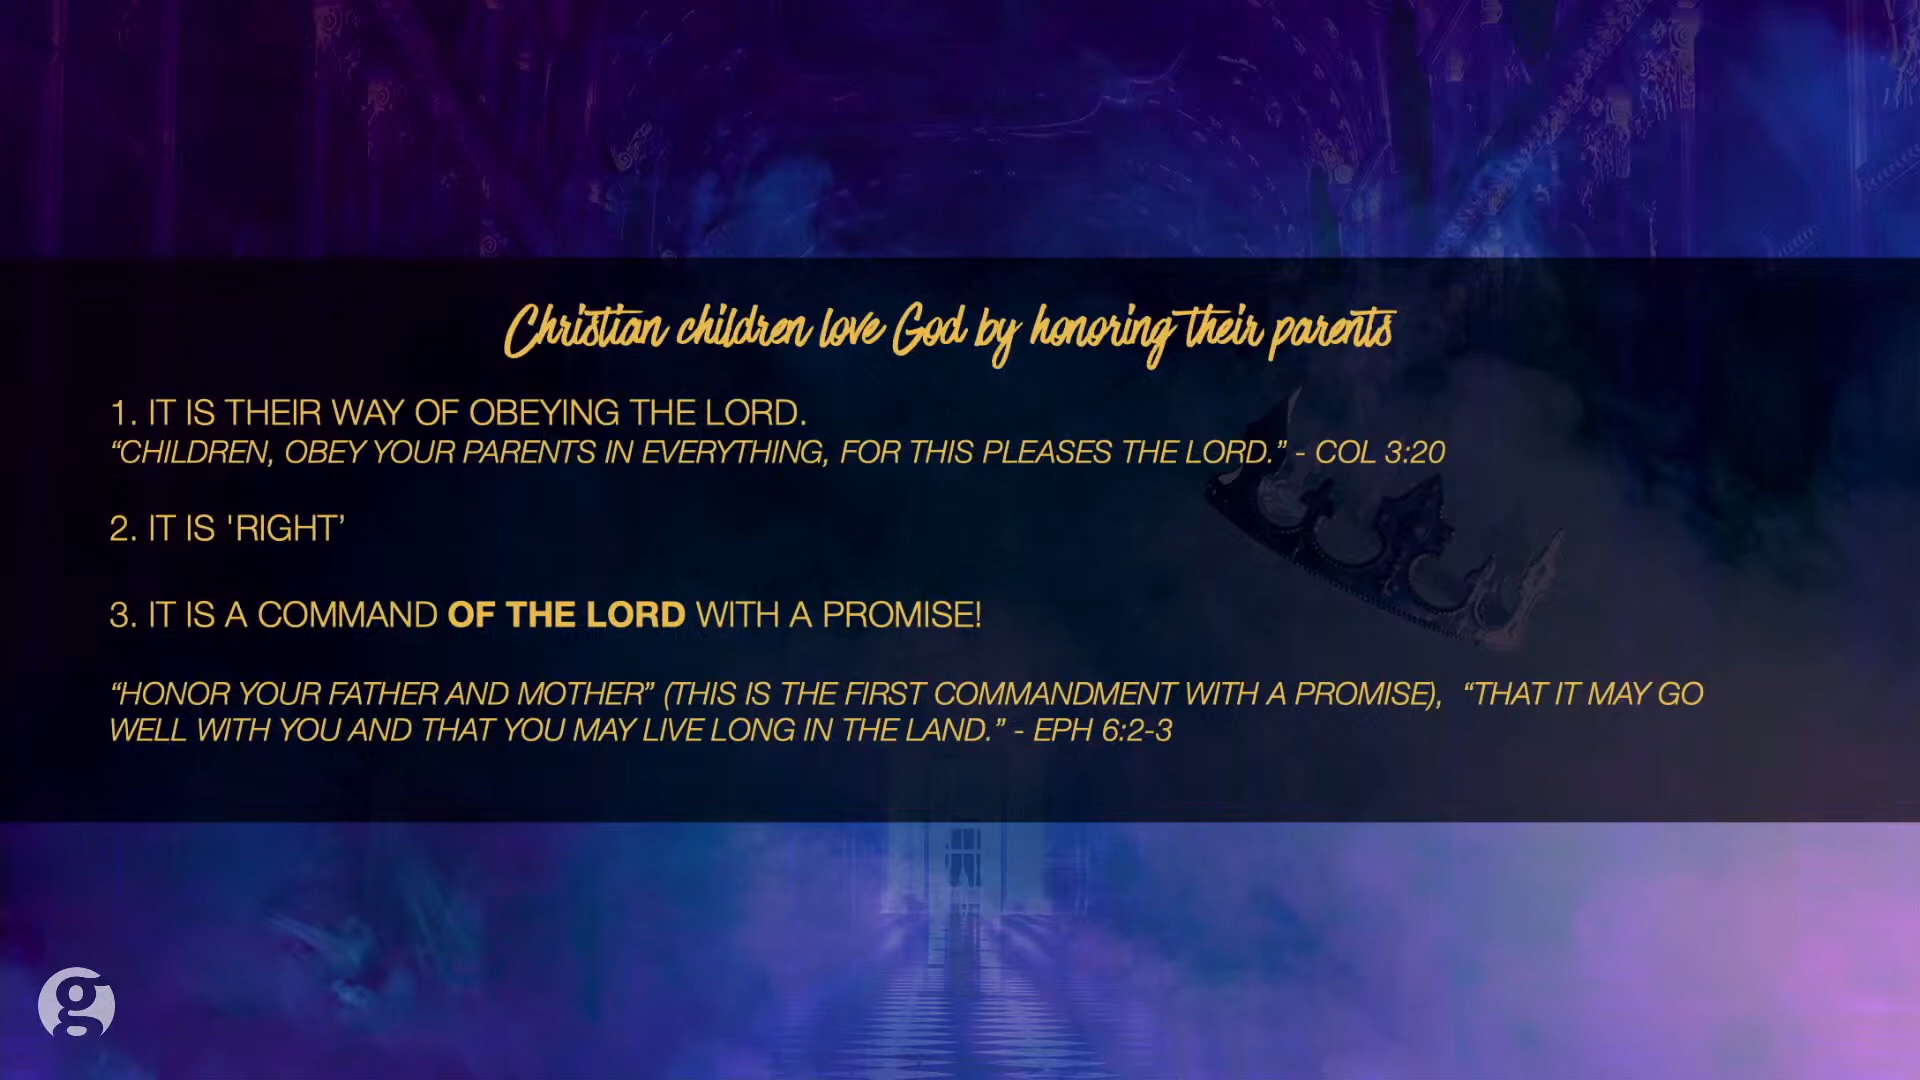 Christian children love God by honoring their parents
1. IT IS THEIR WAY OF OBEYING THE LORD.
“CHILDREN, OBEY YOUR PARENTS IN EVERYTHING, FOR THIS PLEASES THE LORD.” - COL 3:20
2. IT IS 'RIGHT’
3. IT IS A COMMAND OF THE LORD WITH A PROMISE!
“HONOR YOUR FATHER AND MOTHER” (THIS IS THE FIRST COMMANDMENT WITH A PROMISE), “THAT IT MAY GO
WELL WITH YOU AND THAT YOU MAY LIVE LONG IN THE LAND.” - EPH 6:2-3
g